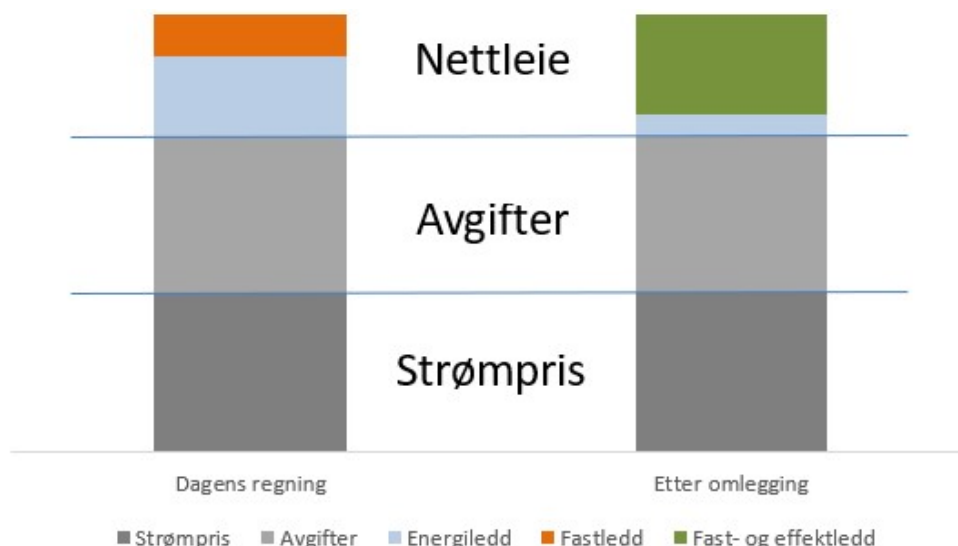 Nettleie
Avgifter
Strømpris
Dagens regning
Etter omlegging
Strømpris Avgifter Energiledd Fastledd Fast- og effektledd